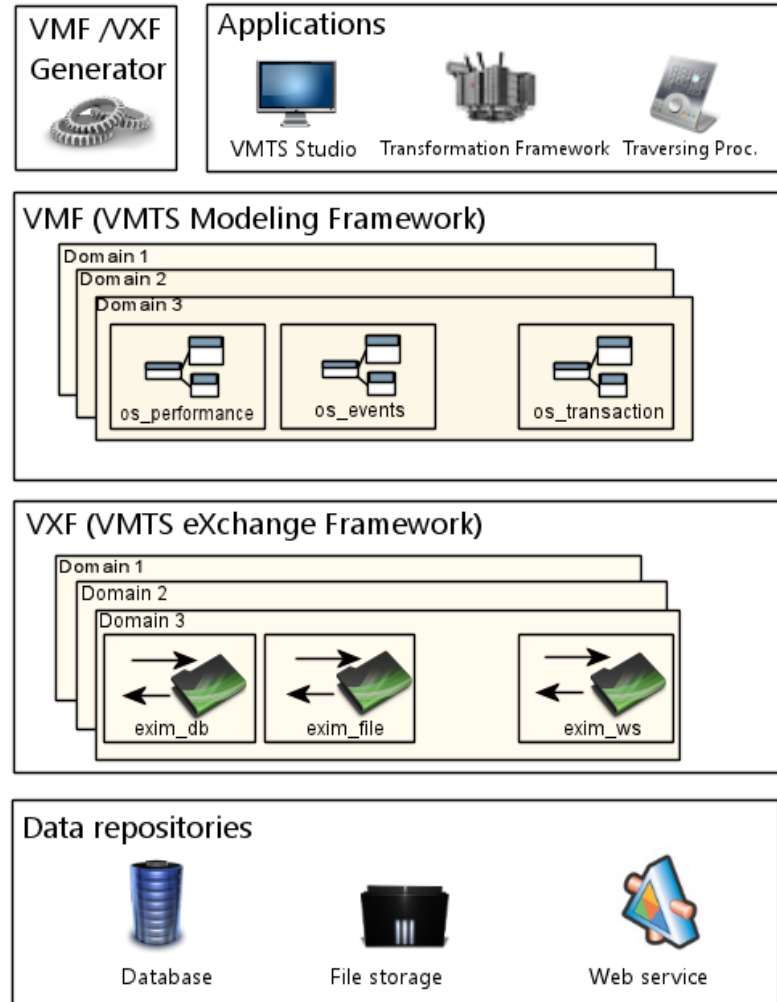 VMF /VXF
Generator
Applications
VMTS Studio
Transformation Framework
Traversing Proc.
VMF (VMTS Modeling Framework)
Domain 1
Domain 2
Domain 3
os_performance
os_events
os_transaction
VXF (VMTS eXchange Framework)
Domain 1
Domain 2
Domain 3
exim_db
exim_file
exim_ws
Data repositories
Database
File storage
Web service